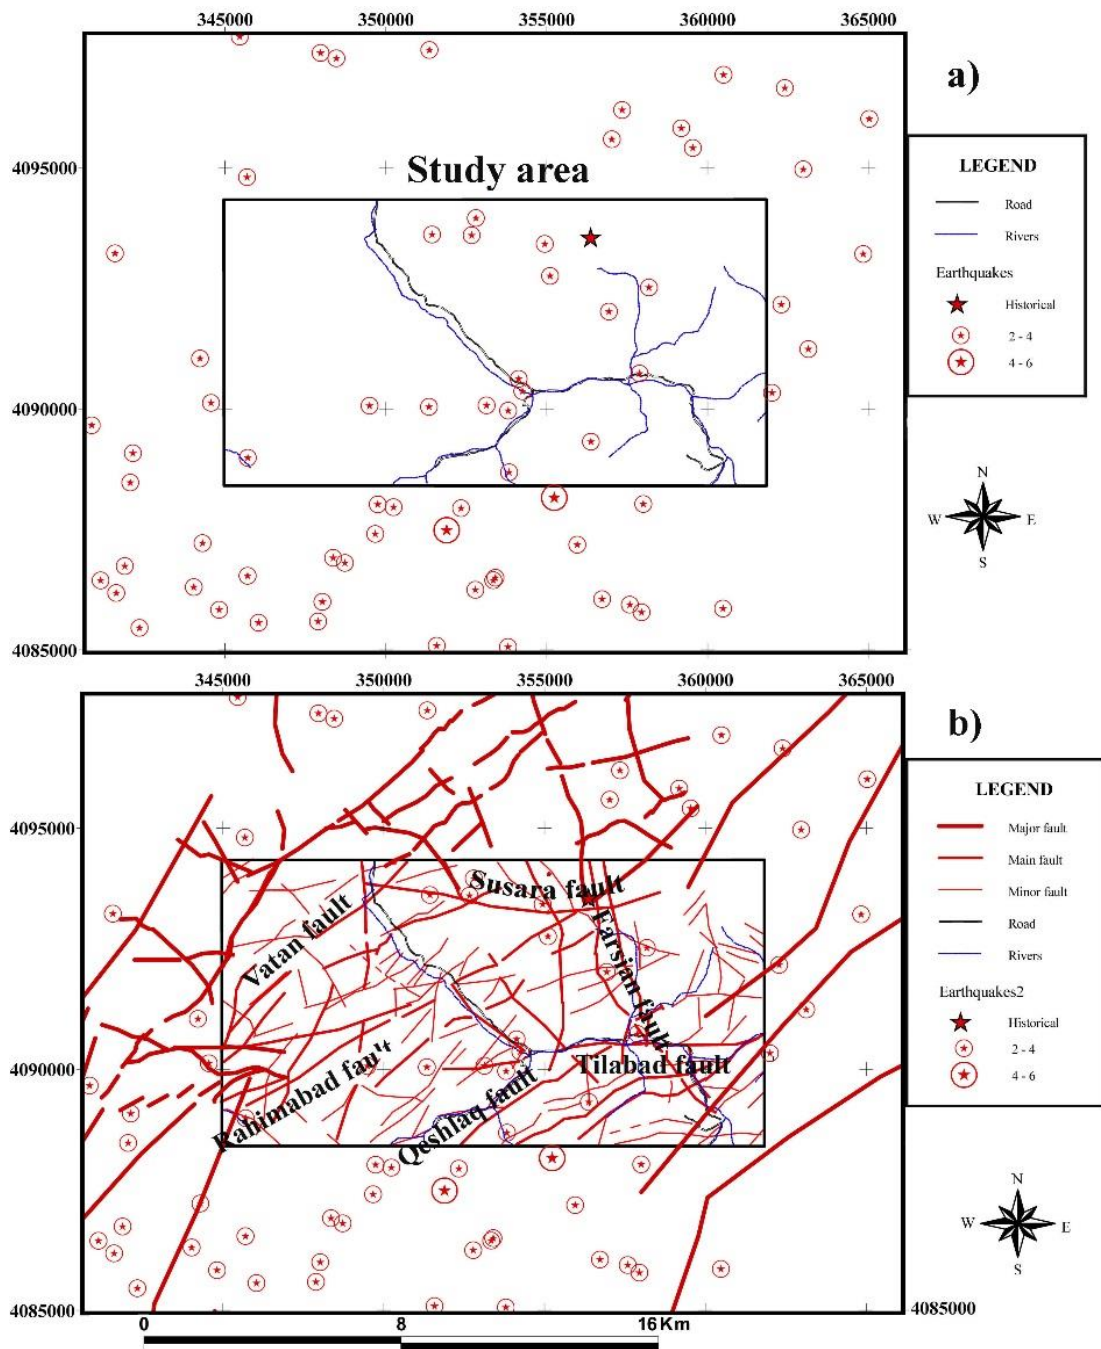 345000 350000 355000 360000 365000
a)
4095000
Study area
4090000
4085000
LEGEND
Road
Rivers
Earthquakes
Historical
2 - 4
4 - 6
N
W E
S
345000 350000 355000 360000 365000
b)
4095000
4090000
4085000
Susara fault
Vatan fault
Farsian fault
Tilabad fault
Rahimabad fault
Qeshlaq fault
LEGEND
Major fault
Main fault
Minor fault
Road
Rivers
Earthquakes2
Historical
2 - 4
4 - 6
N
W E
S
4085000
0 8 16 Km